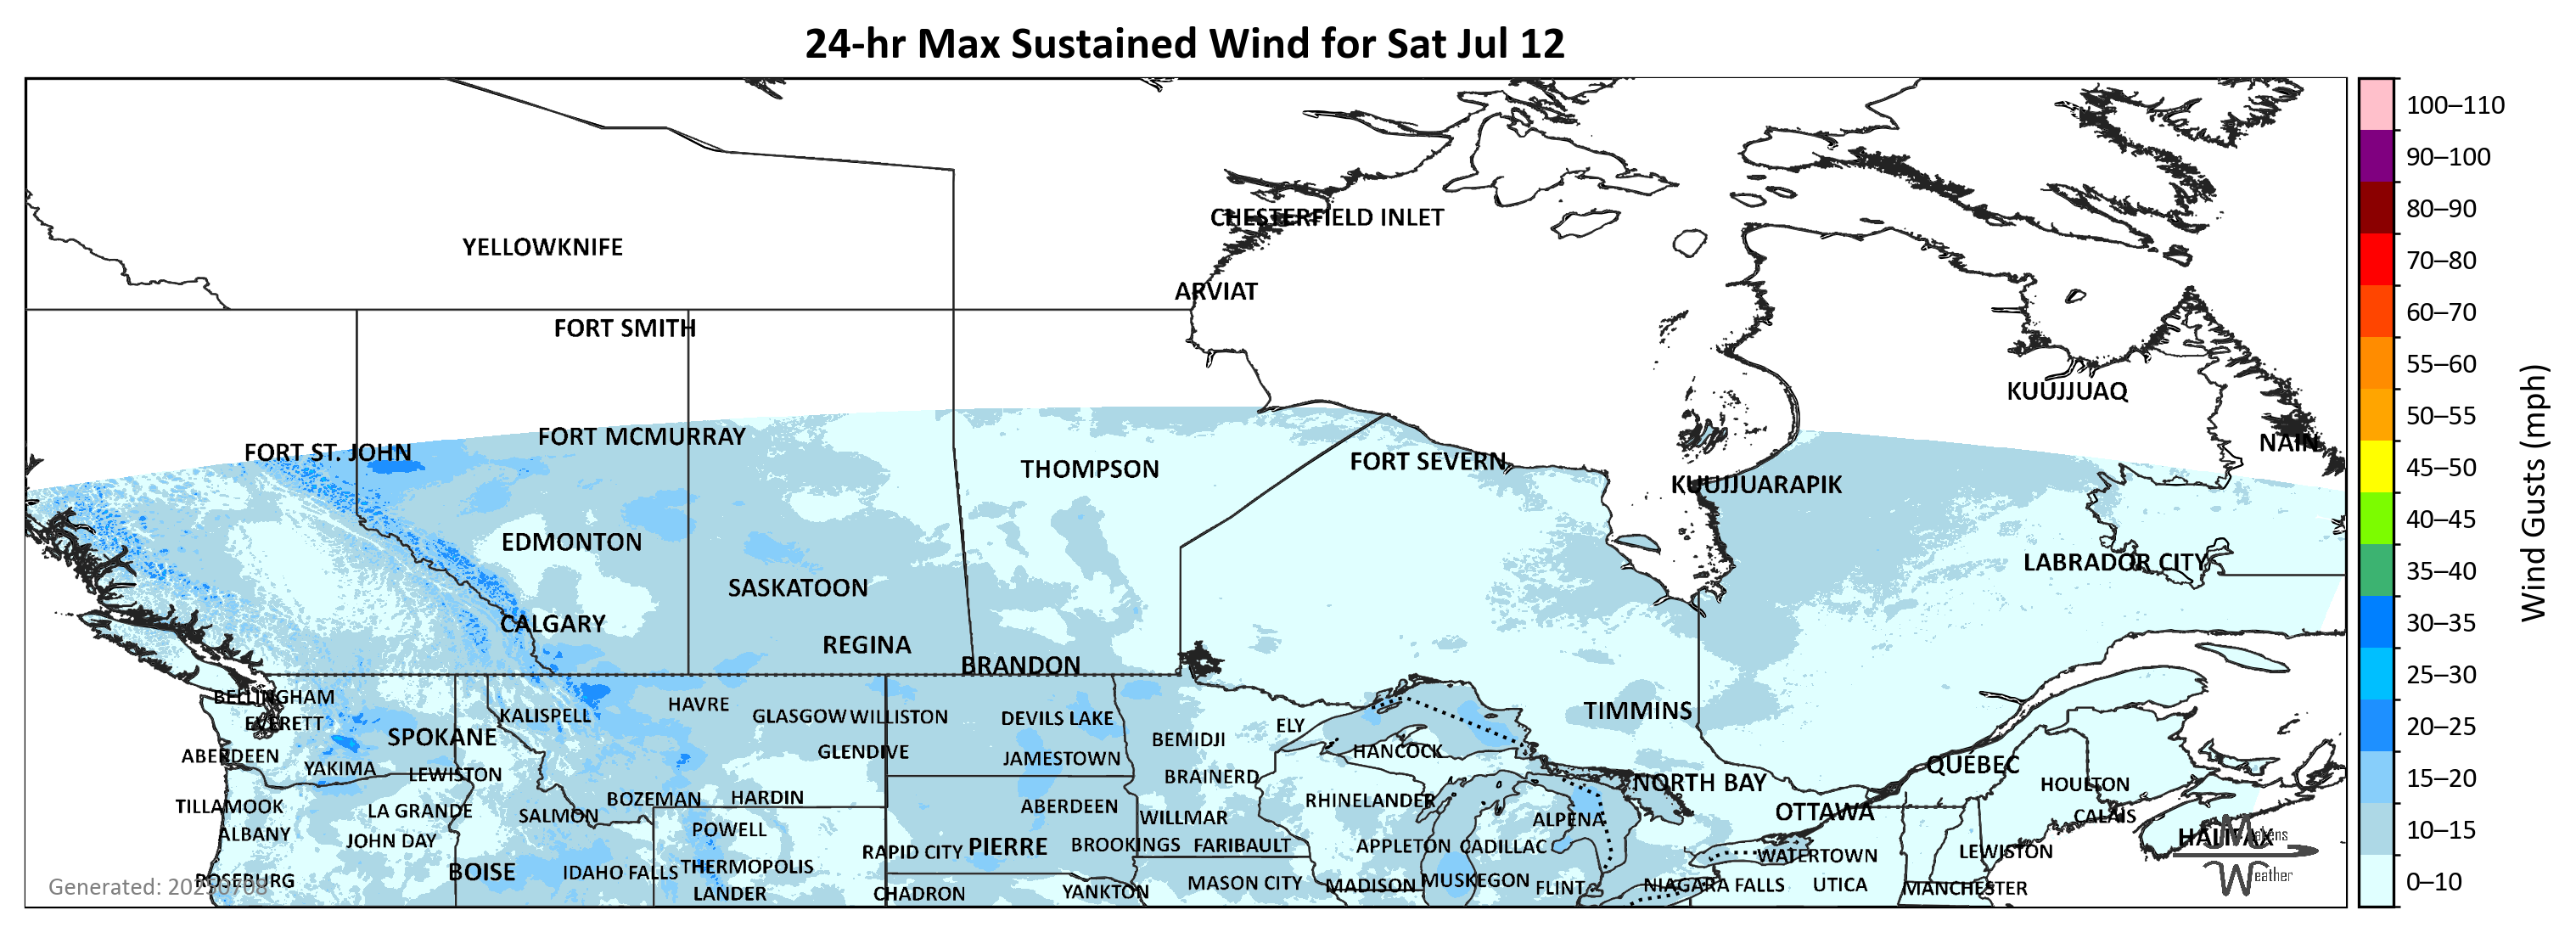 24-hr Max Sustained Wind for Sat Jul 12
100–110
90–100
80–90
70–80
60–70
55–60
50–55
45–50
40–45
35–40
30–35
25–30
20–25
15–20
10–15
0–10
Wind Gusts (mph)
CHESTERFIELD INLET
YELLOWKNIFE
ARVIAT
FORT SMITH
KUUJJUAQ
FORT MCMURRAY
NAIN
FORT ST. JOHN
FORT SEVERN
THOMPSON
KUUJJUARAPIK
EDMONTON
LABRADOR CITY
SASKATOON
CALGARY
REGINA
BRANDON
BELLINGHAM
HAVRE
TIMMINS
KALISPELL
GLASGOW
WILLISTON
DEVILS LAKE
EVERETT
ELY
SPOKANE
BEMIDJI
HANCOCK
GLENDIVE
ABERDEEN
JAMESTOWN
QUÉBEC
YAKIMA
LEWISTON
BRAINERD
NORTH BAY
HOULTON
BOZEMAN
HARDIN
RHINELANDER
TILLAMOOK
ABERDEEN
LA GRANDE
OTTAWA
SALMON
CALAIS
WILLMAR
ALPENA
POWELL
ALBANY
HALIFAX
Makens
JOHN DAY
BROOKINGS
FARIBAULT
PIERRE
APPLETON
CADILLAC
RAPID CITY
LEWISTON
WATERTOWN
THERMOPOLIS
BOISE
IDAHO FALLS
Weather
ROSEBURG
MUSKEGON
MASON CITY
MADISON
NIAGARA FALLS
UTICA
FLINT
MANCHESTER
Generated: 20250708
YANKTON
LANDER
CHADRON